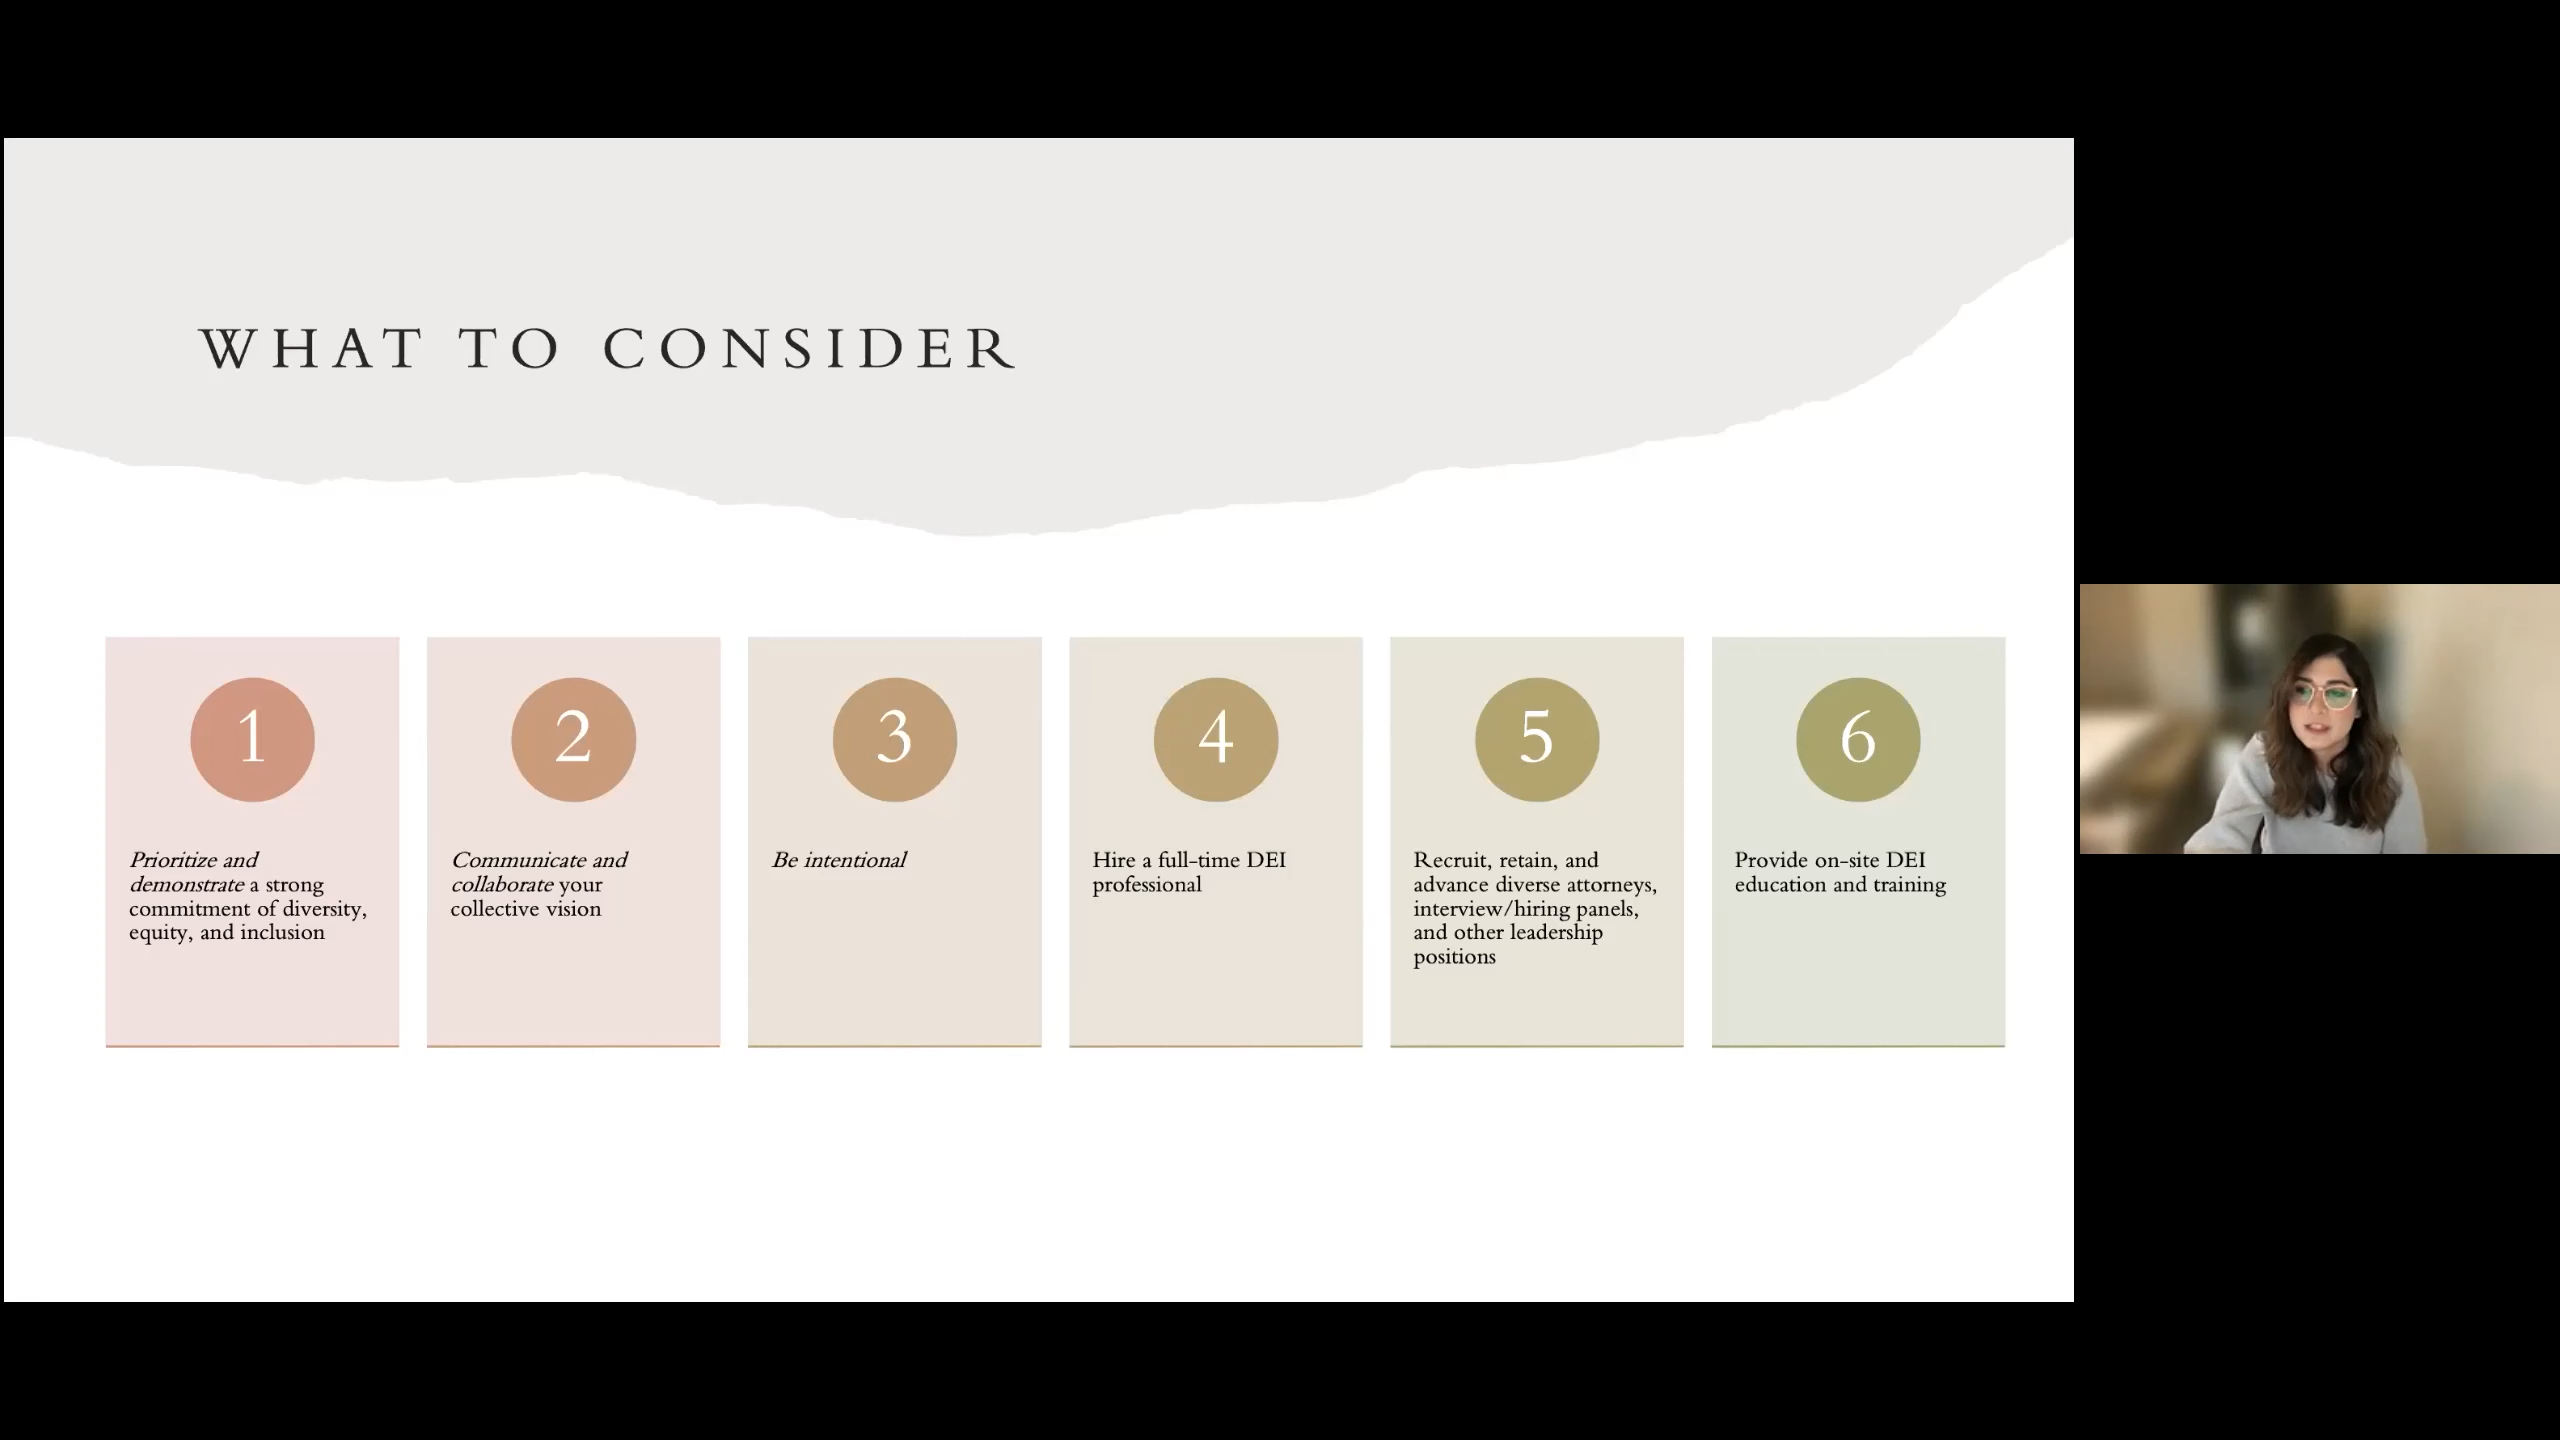 WHAT TO CONSIDER
1
Prioritize and
demonstrate a strong
commitment of diversity,
equity, and inclusion
2
Communicate and
collaborate your
collective vision
3
Be intentional
4
Hire a full-time DEI
professional
5
Recruit, retain, and
advance diverse attorneys,
interview/hiring panels,
and other leadership
positions
6
Provide on-site DEI
education and training